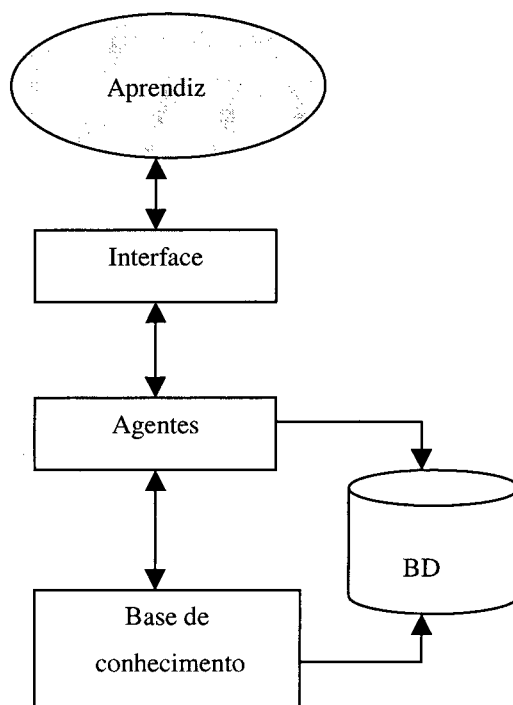 Aprendiz
Interface
Agentes
BD
Base de
conhecimento